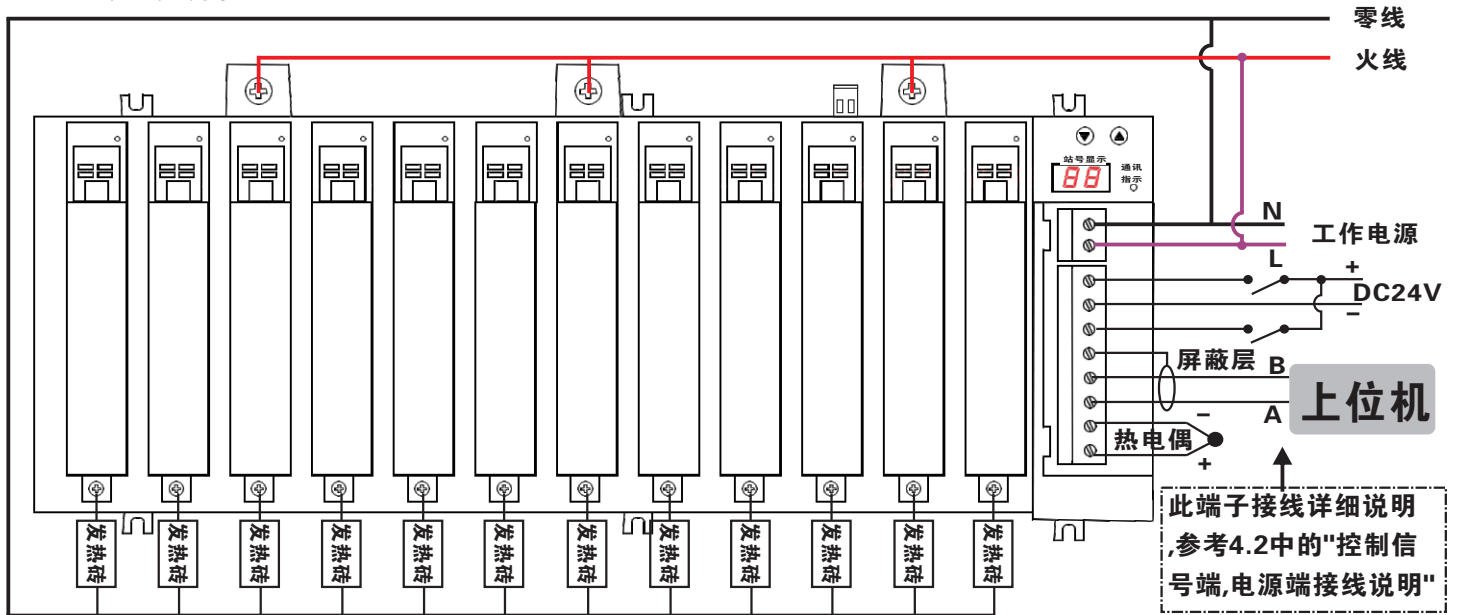 零线
火线
站号显示
88
通讯
指示
N
工作电源
L
+
DC24V
−
屏蔽层
B
A
上位机
−
热电偶
+
此端子接线详细说明
,参考4.2中的"控制信
号端,电源端接线说明"
发热砖
发热砖
发热砖
发热砖
发热砖
发热砖
发热砖
发热砖
发热砖
发热砖
发热砖
发热砖